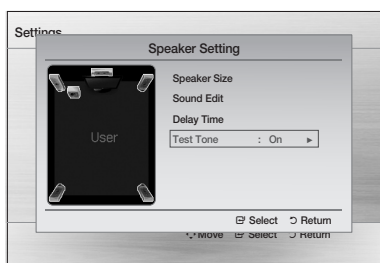 Settings
Speaker Setting
Speaker Size
Sound Edit
Delay Time
Test Tone : On ►
User
Select Return
Move Select Return